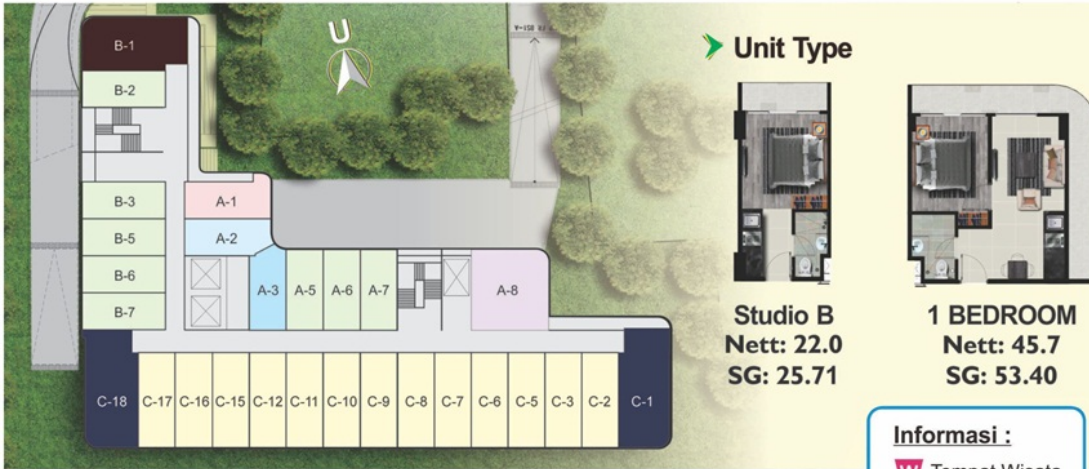 U
B-1
B-2
B-3
B-5
B-6
B-7
A-1
A-2
A-3
A-5
A-6
A-7
A-8
C-18
C-17
C-16
C-15
C-12
C-11
C-10
C-9
C-8
C-7
C-6
C-5
C-3
C-2
C-1
Unit Type
Studio B
Nett: 22.0
SG: 25.71
1 BEDROOM
Nett: 45.7
SG: 53.40
Informasi :